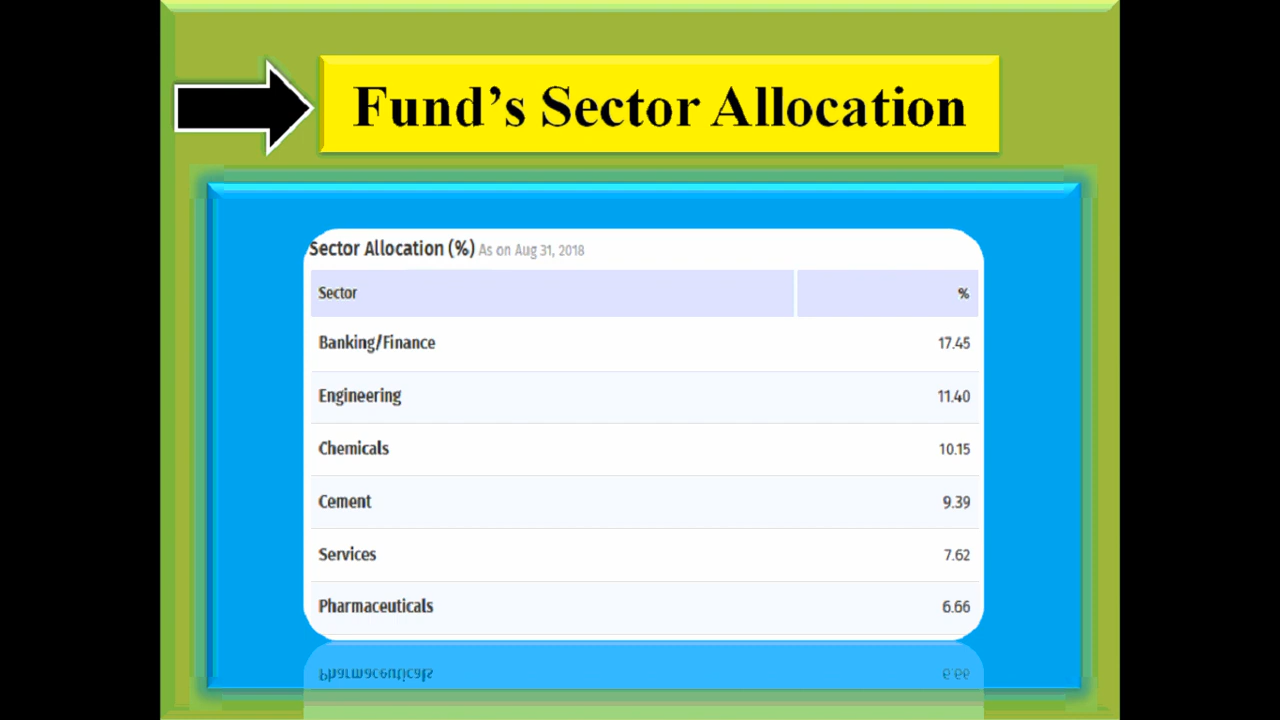 Fund's Sector Allocation
Sector Allocation (%) As on Aug 31, 2018
Sector %
Banking/Finance 17.45
Engineering 11.40
Chemicals 10.15
Cement 9.39
Services 7.62
Pharmaceuticals 6.66